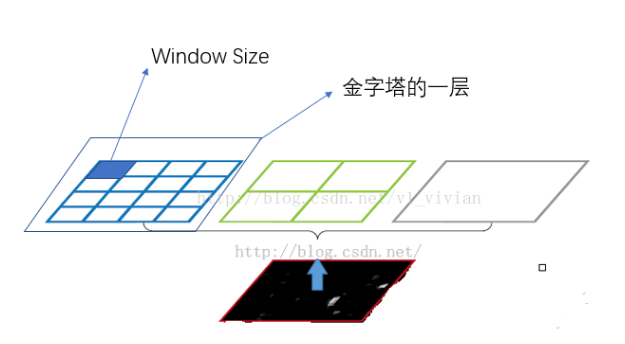 Window Size
金字塔的一层
http://blog.csdn.net/vl_vivian
http://blog.csdn.net/